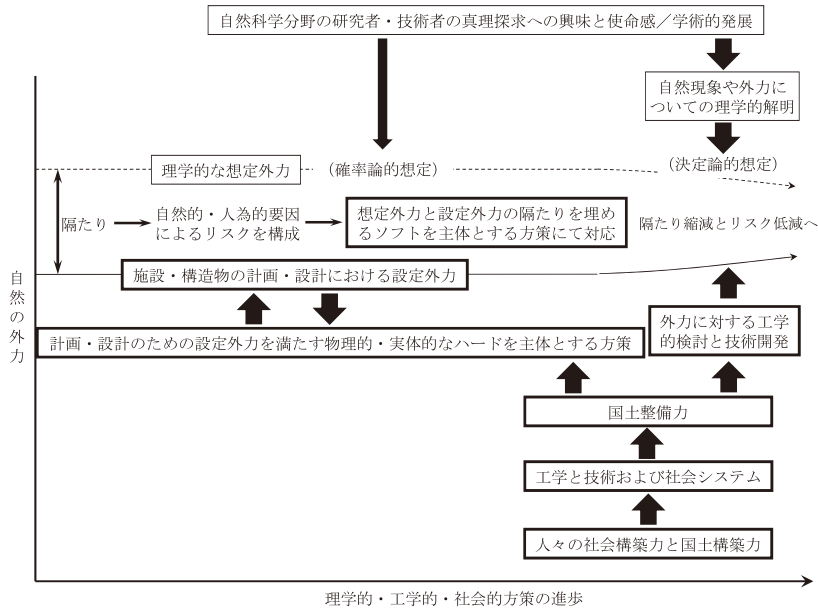 自然科学分野の研究者・技術者の真理探求への興味と使命感／学術的発展
自然現象や外力に
ついての理学的解明
理学的な想定外力
（確率論的想定）
（決定論的想定）
隔たり
自然的・人為的要因
によるリスクを構成
想定外力と設定外力の隔たりを埋め
るソフトを主体とする方策にて対応
隔たり縮減とリスク低減へ
施設・構造物の計画・設計における設定外力
自然の外力
計画・設計のための設定外力を満たす物理的・実体的なハードを主体とする方策
外力に対する工学
的検討と技術開発
国土整備力
工学と技術および社会システム
人々の社会構築力と国土構築力
理学的・工学的・社会的方策の進歩